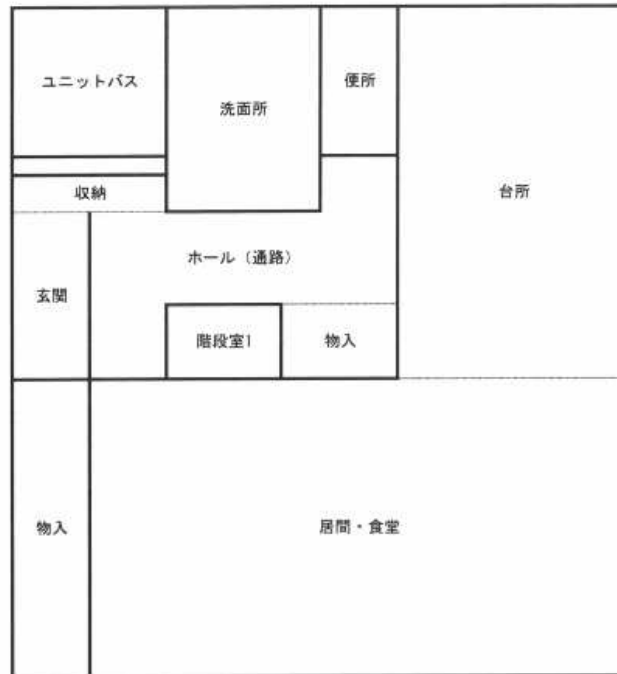 ユニットバス
洗面所
便所
台所
収納
ホール（通路）
玄関
階段室1
物入
物入
居間・食堂